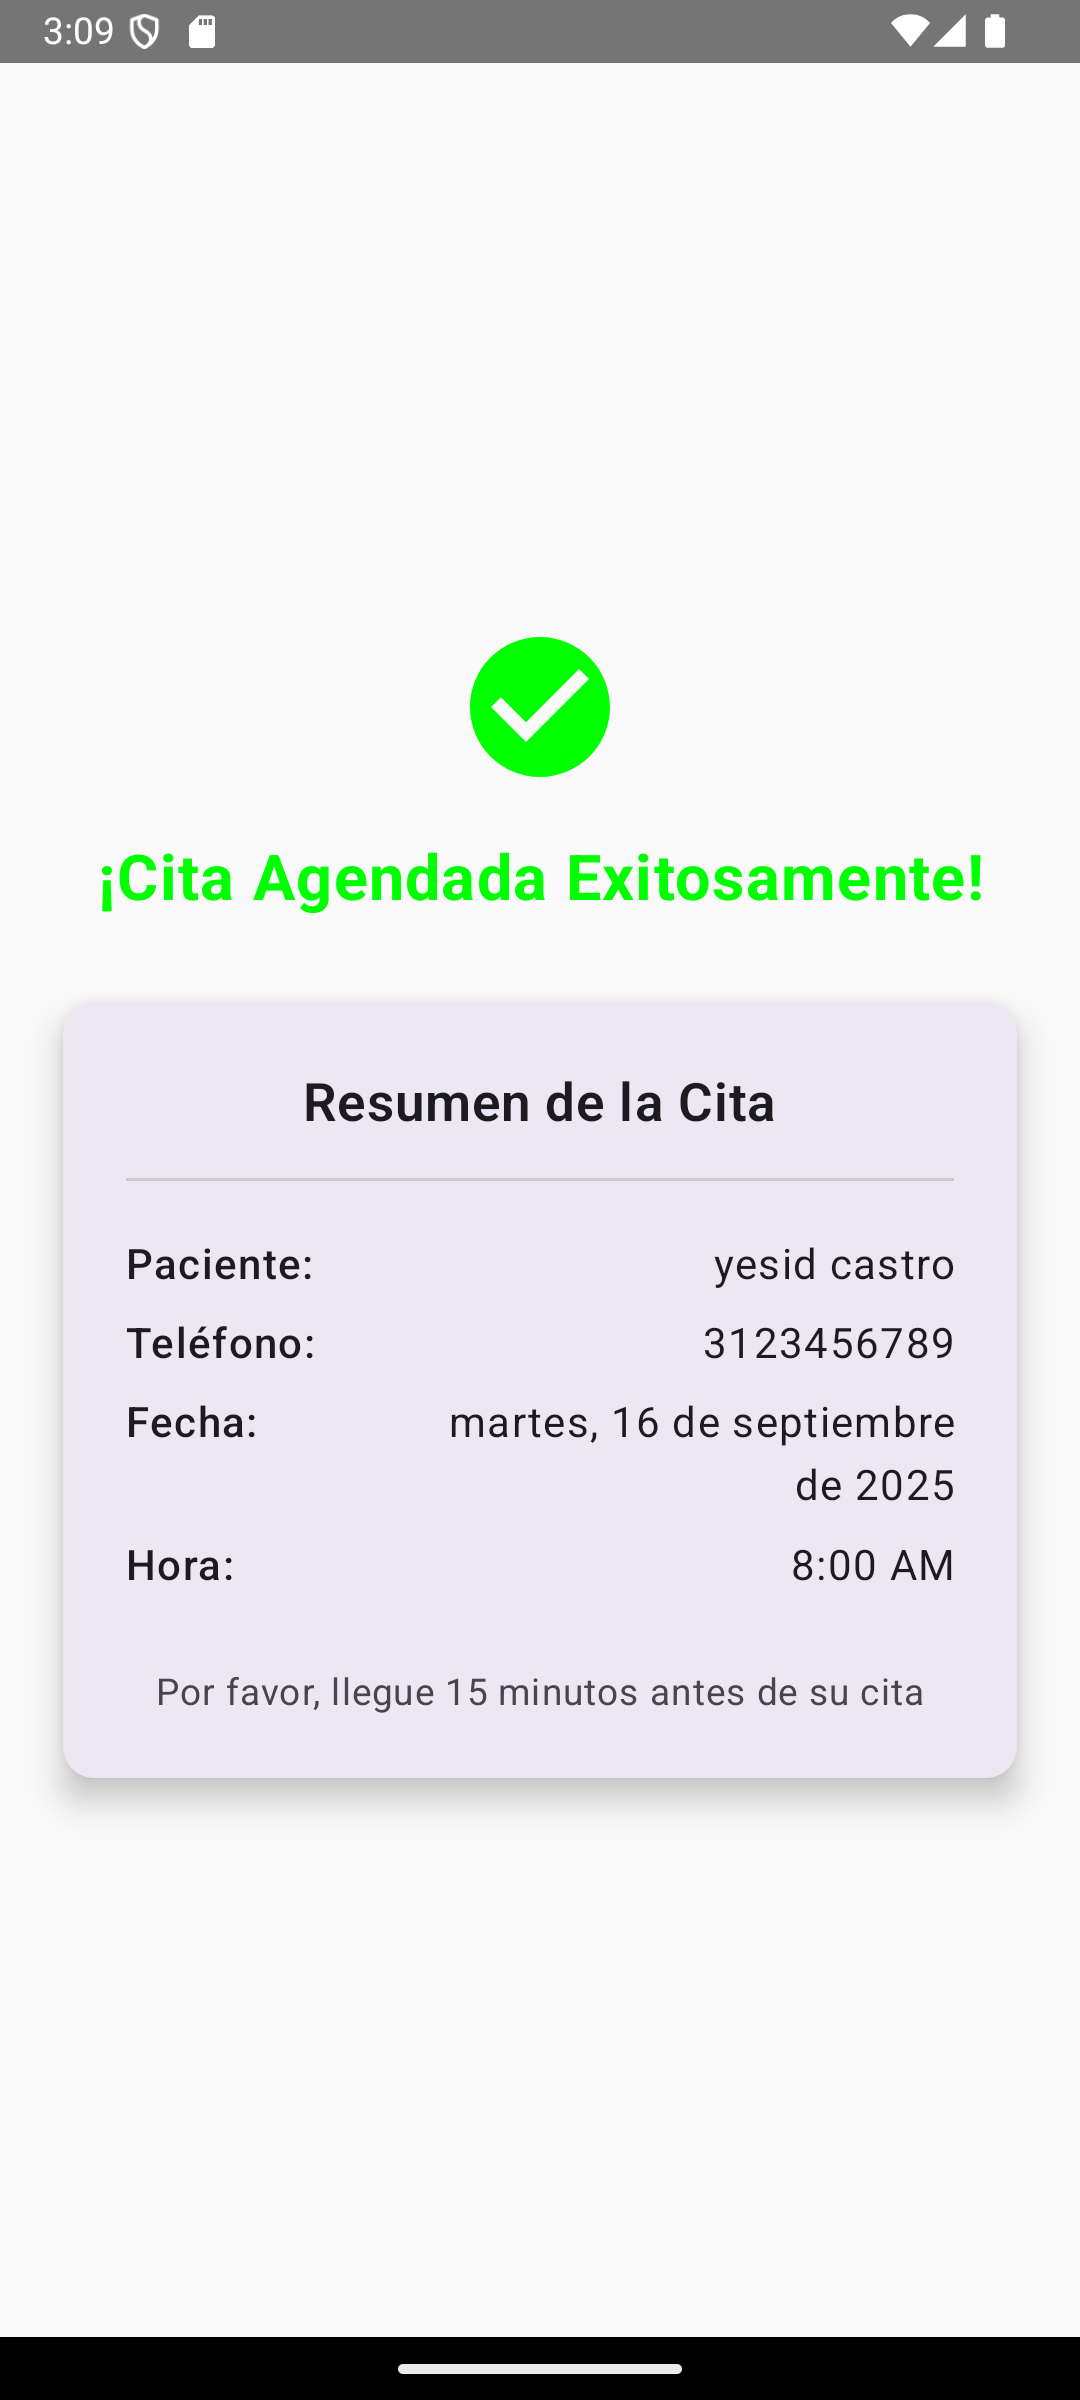 3:09
¡Cita Agendada Exitosamente!
Resumen de la Cita
Paciente: yesid castro
Teléfono: 3123456789
Fecha: martes, 16 de septiembre
de 2025
Hora: 8:00 AM
Por favor, llegue 15 minutos antes de su cita